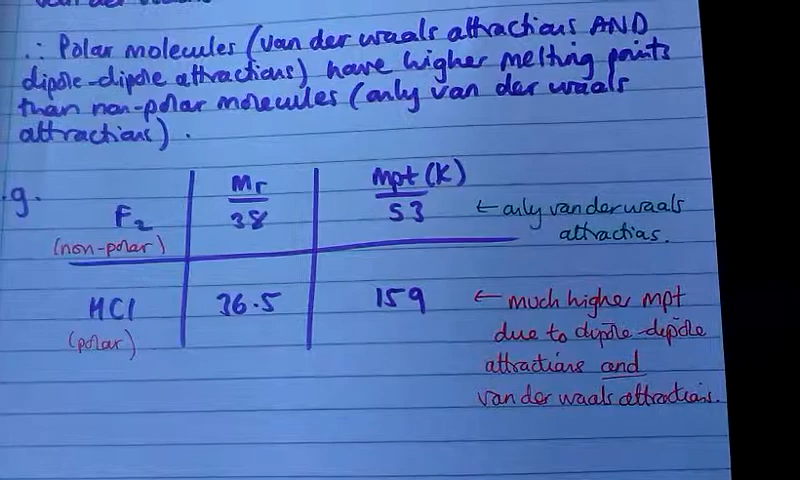 ∴ Polar molecules (van der waals attractions AND
dipole-dipole attractions) have higher melting points
than non-polar molecules (only van der waals
attractions).
.g.
Mr
Mpt (K)
F2
38
53
← only van der waals
attractions.
(non-polar)
HCl
36.5
159
← much higher mpt
(polar)
due to dipole-dipole
attractions and
van der waals attractions.